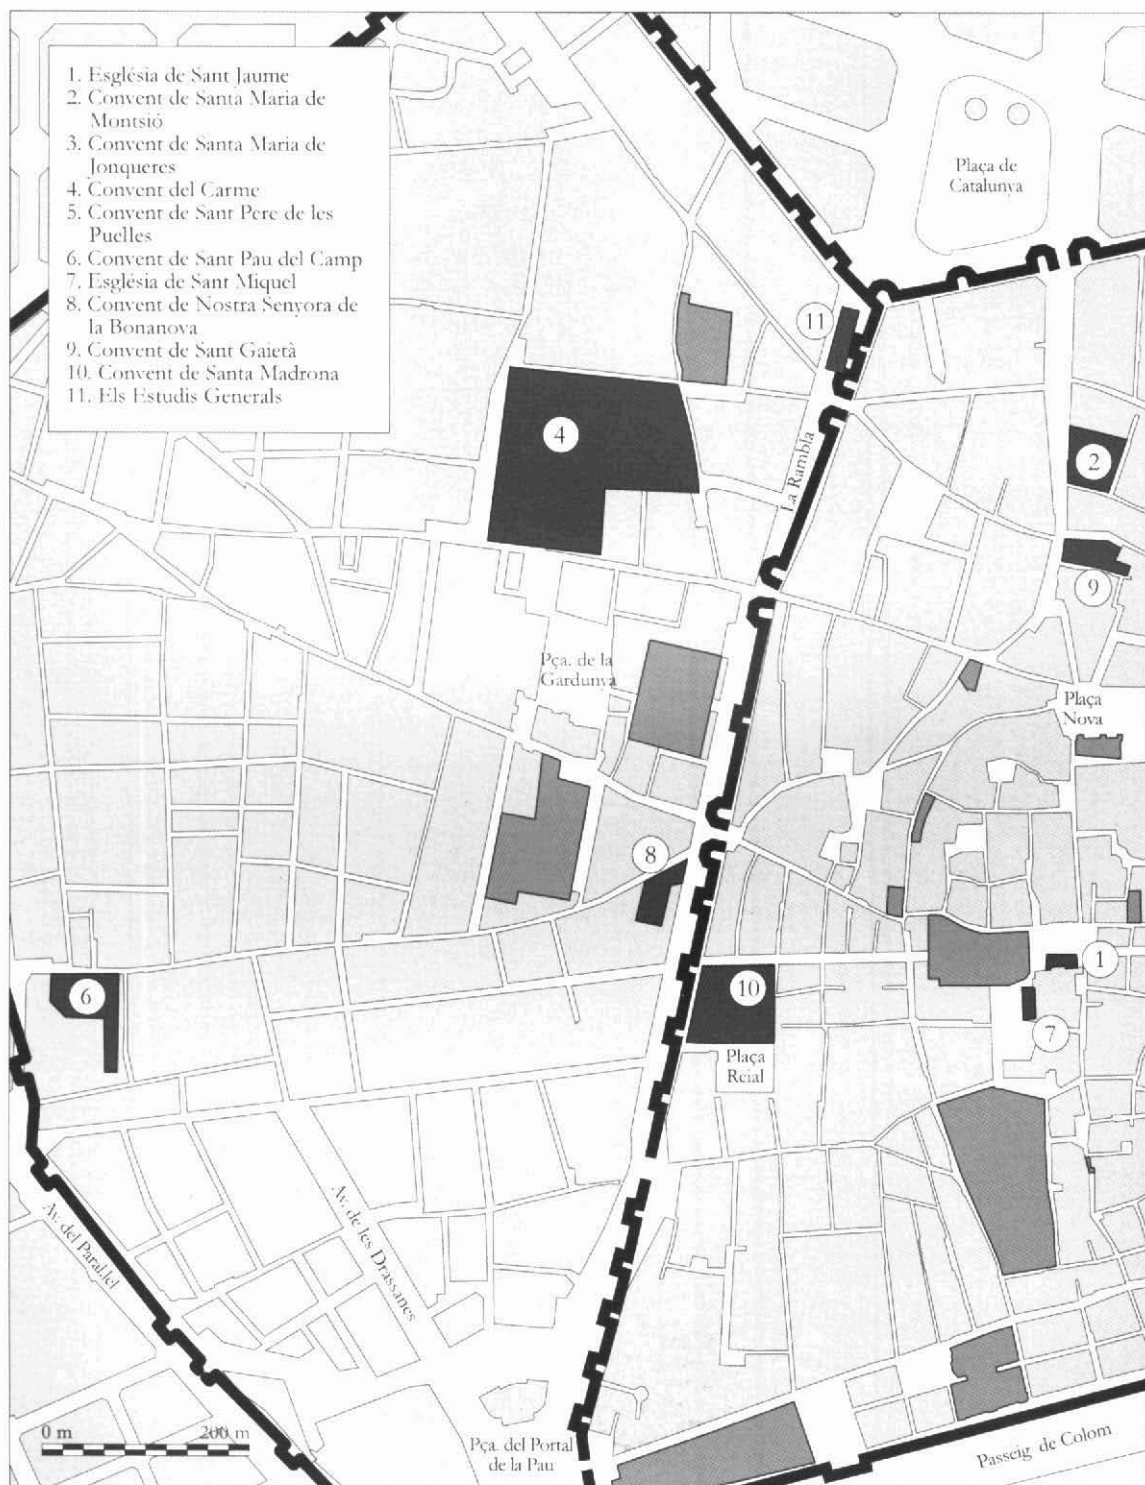 1. Església de Sant Jaume
2. Convent de Santa Maria de
Montsió
3. Convent de Santa Maria de
Jonqueres
4. Convent del Carme
5. Convent de Sant Pere de les
Puelles
6. Convent de Sant Pau del Camp
7. Església de Sant Miquel
8. Convent de Nostra Senyora de
la Bonanova
9. Convent de Sant Gaietà
10. Convent de Santa Madrona
11. Els Estudis Generals
Plaça de
Catalunya
11
4
La Rambla
2
9
Pça. de la
Gardunya
Plaça
Nova
8
6
10
1
7
Plaça
Reial
Av. del Paral.lel
Av. de les Drassanes
0 m
200 m
Pça. del Portal
de la Pau
Passeig de Colom